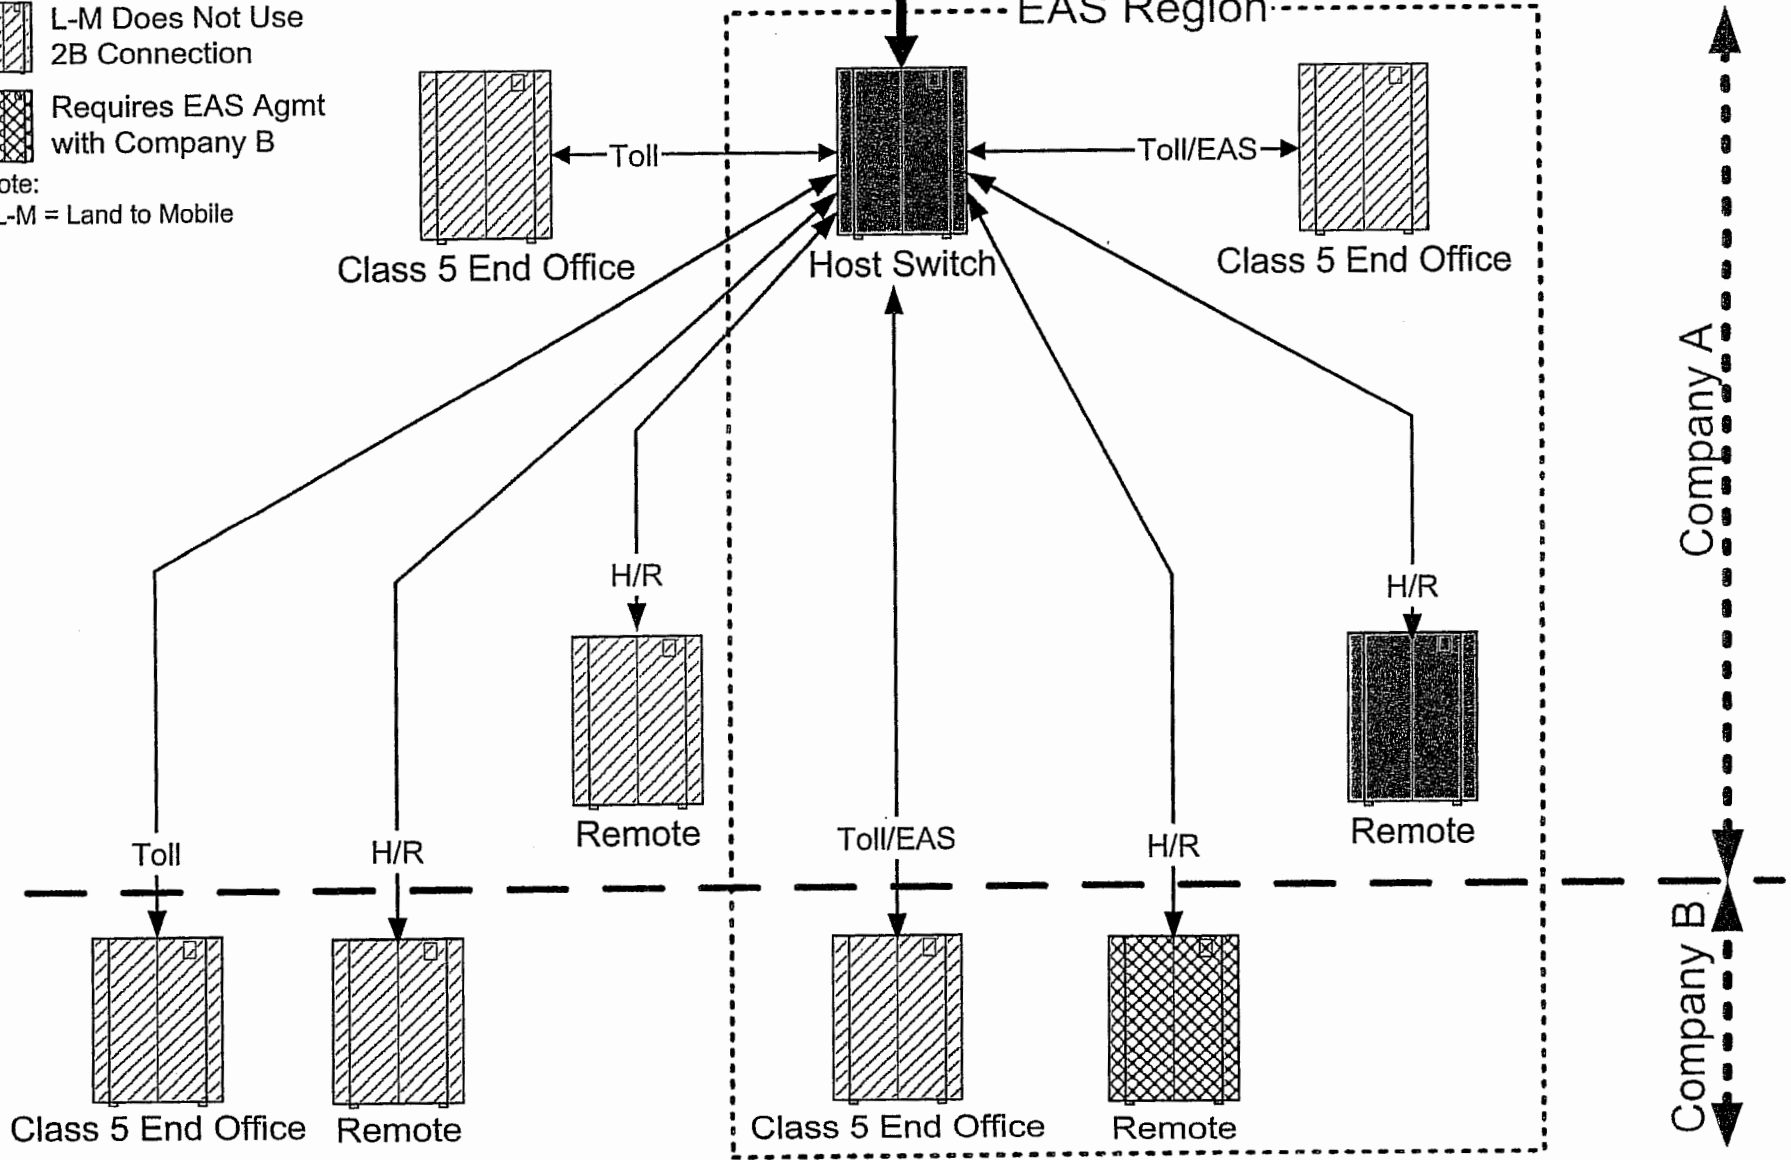 L-M Does Not Use
2B Connection
Requires EAS Agmt
with Company B
ote:
L-M = Land to Mobile
EAS Region
Toll
Toll/EAS
Class 5 End Office
Host Switch
Class 5 End Office
Company A
H/R
H/R
Remote
Remote
Toll
H/R
Toll/EAS
H/R
Company B
Class 5 End Office
Remote
Class 5 End Office
Remote